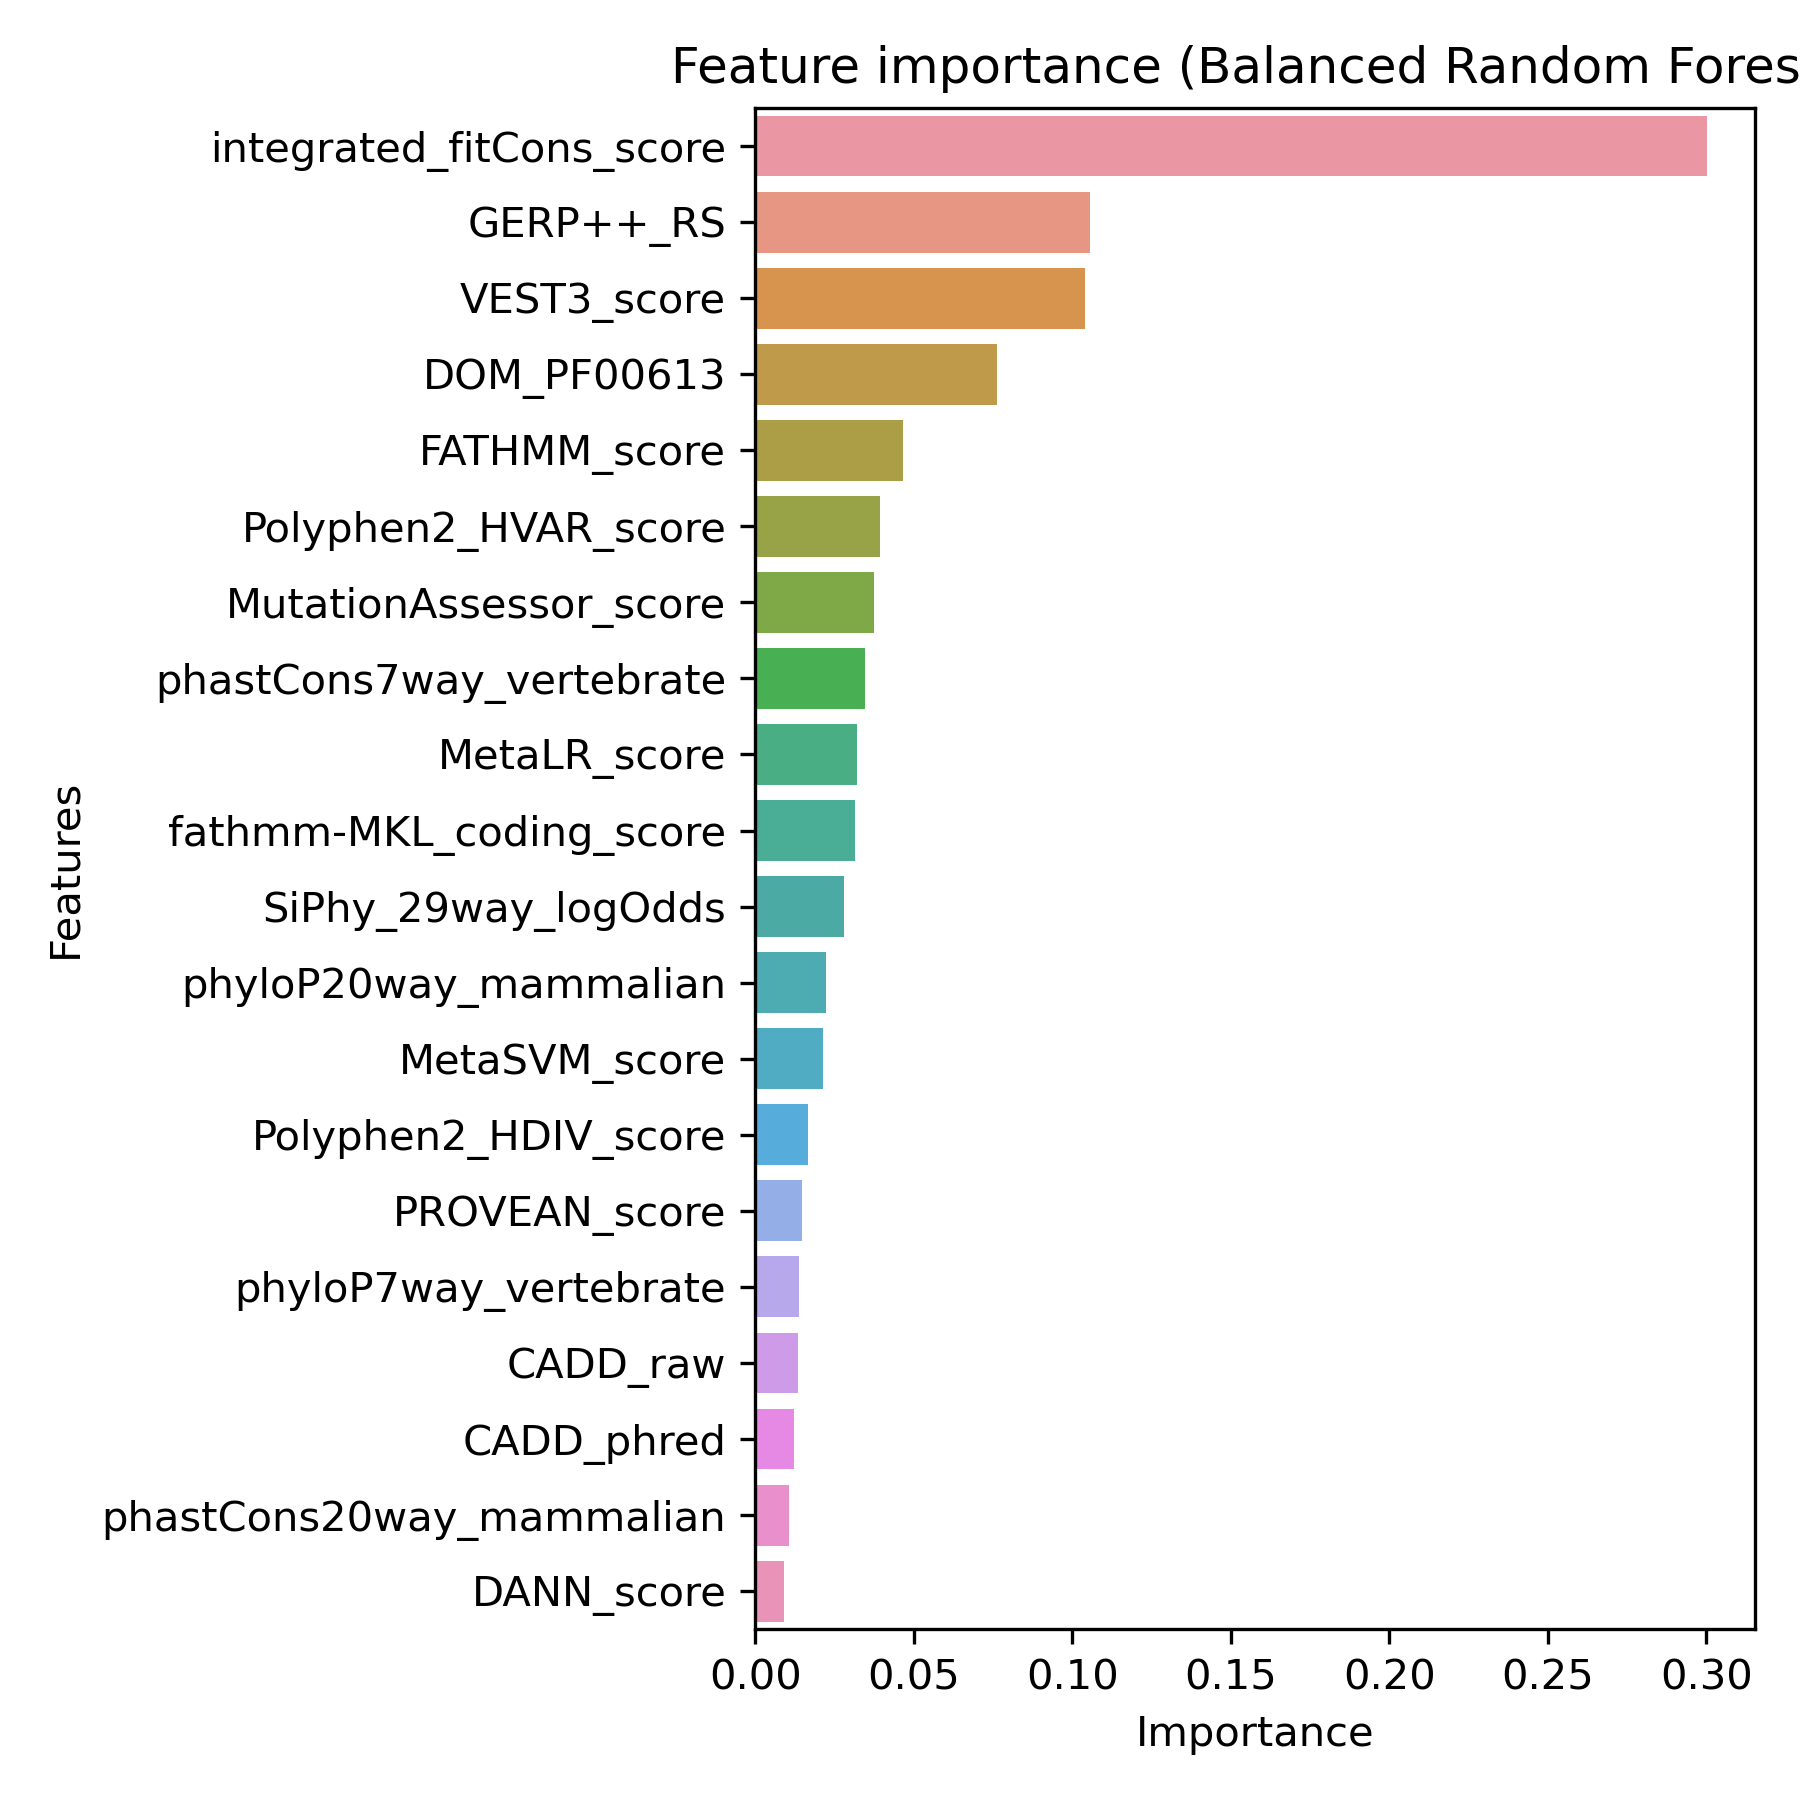 Feature importance (Balanced Random Fores
integrated_fitCons_score
GERP++_RS
VEST3_score
DOM_PF00613
FATHMM_score
Polyphen2_HVAR_score
MutationAssessor_score
phastCons7way_vertebrate
MetaLR_score
fathmm-MKL_coding_score
SiPhy_29way_logOdds
phyloP20way_mammalian
MetaSVM_score
Polyphen2_HDIV_score
PROVEAN_score
phyloP7way_vertebrate
CADD_raw
CADD_phred
phastCons20way_mammalian
DANN_score
Features
0.00 0.05 0.10 0.15 0.20 0.25 0.30
Importance